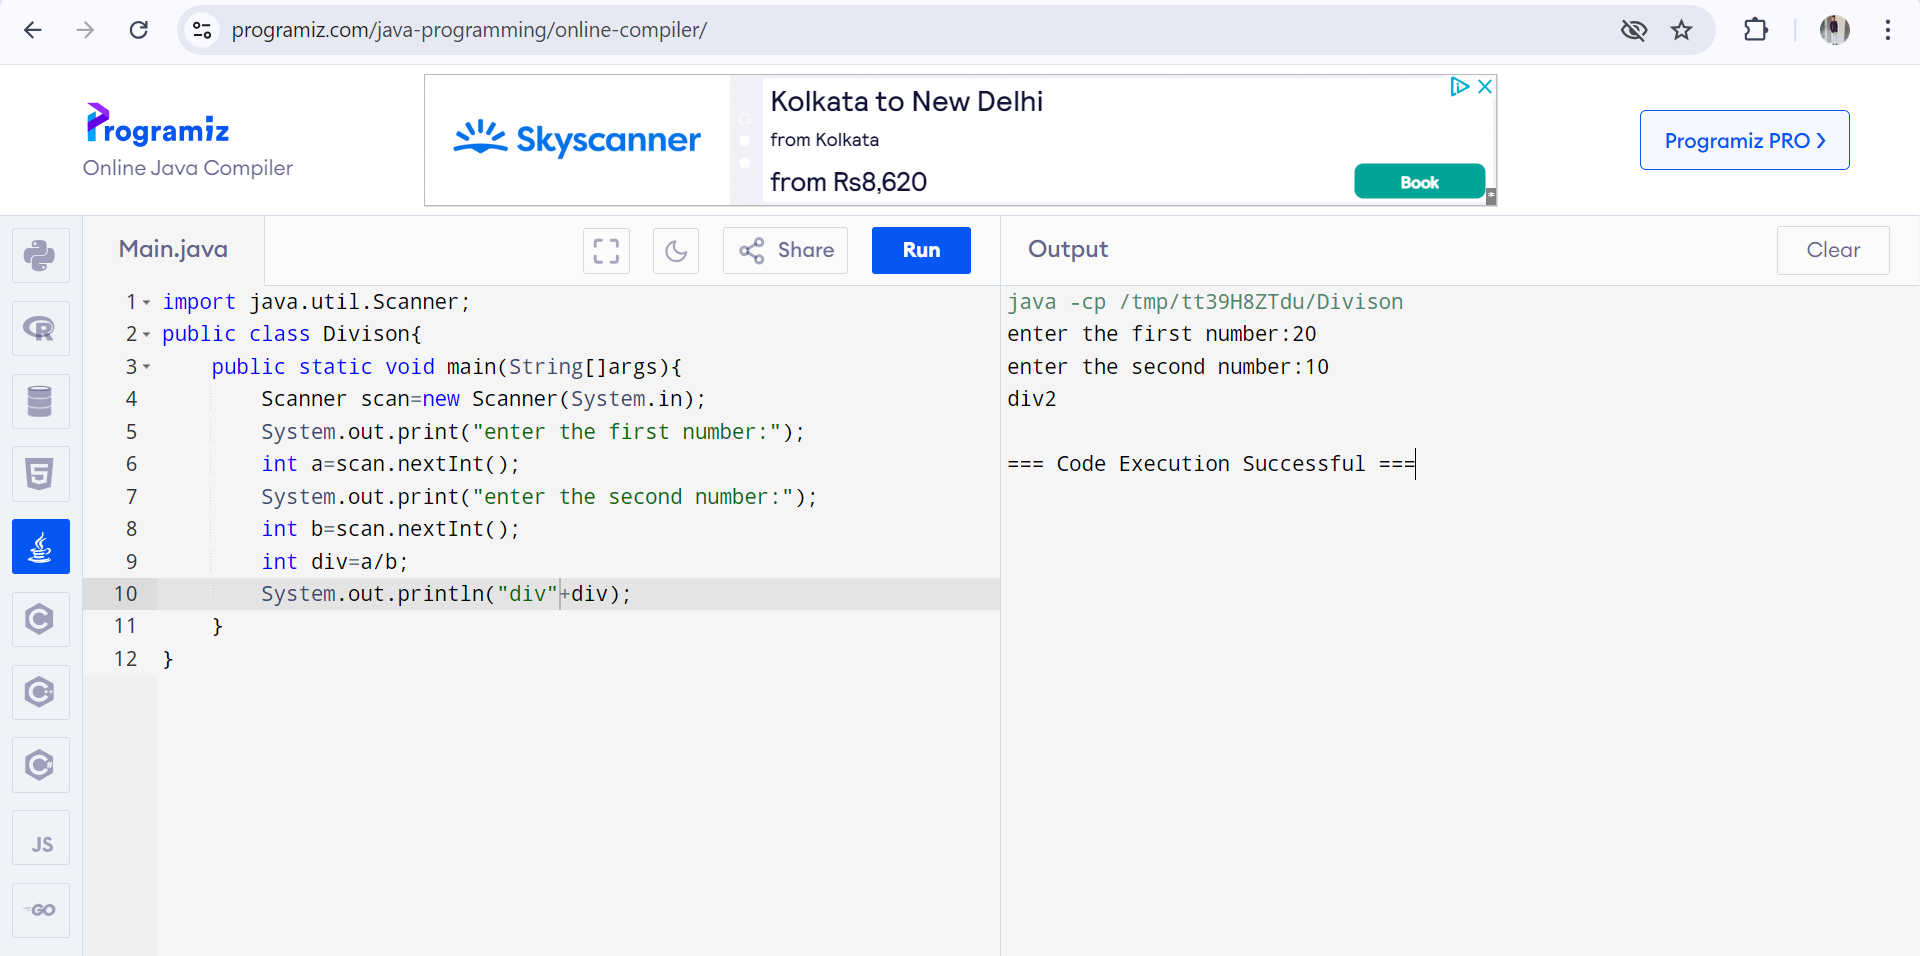 programiz.com/java-programming/online-compiler/
Programiz
Online Java Compiler
Skyscanner
Kolkata to New Delhi
from Kolkata
from Rs8,620
Book
Programiz PRO
Main.java
Share
Run
Output
Clear
1 import java.util.Scanner;
2 public class Divison{
3     public static void main(String[]args){
4         Scanner scan=new Scanner(System.in);
5         System.out.print("enter the first number:");
6         int a=scan.nextInt();
7         System.out.print("enter the second number:");
8         int b=scan.nextInt();
9         int div=a/b;
10         System.out.println("div"+div);
11     }
12 }
java -cp /tmp/tt39H8ZTdu/Divison
enter the first number:20
enter the second number:10
div2
=== Code Execution Successful ===
R
5
C
C++
C#
JS
GO